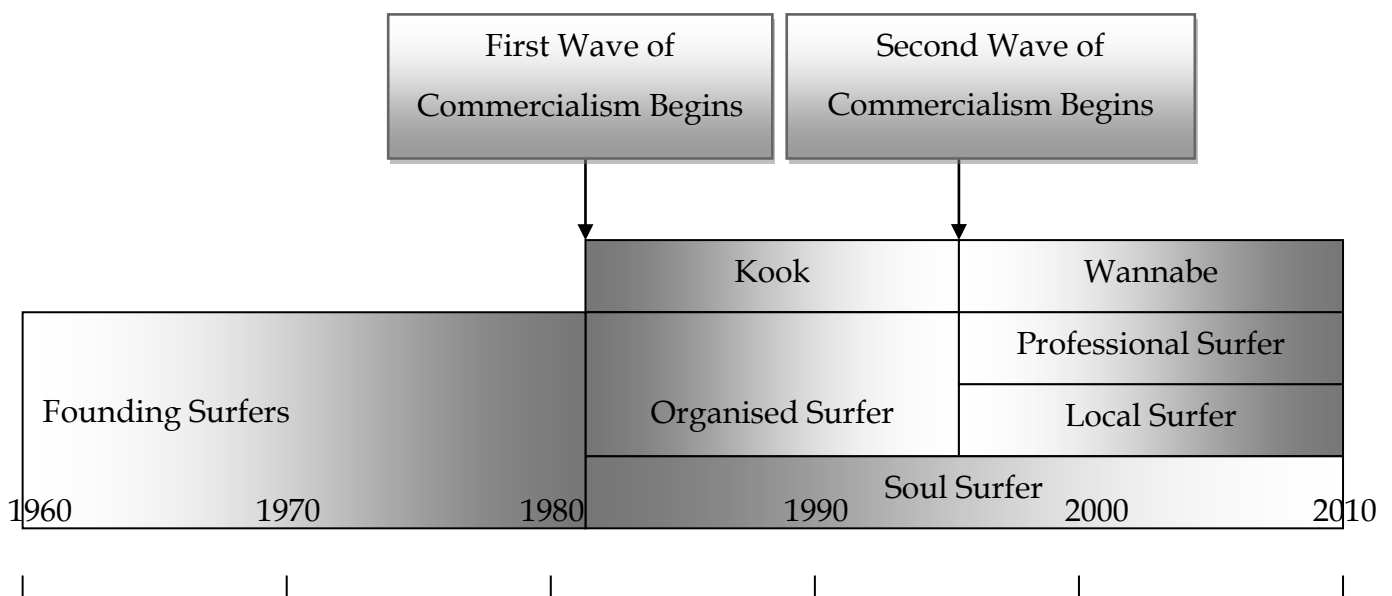 First Wave of
Commercialism Begins
Second Wave of
Commercialism Begins
Kook
Wannabe
Professional Surfer
Founding Surfers
Organised Surfer
Local Surfer
Soul Surfer
1960
1970
1980
1990
2000
2010